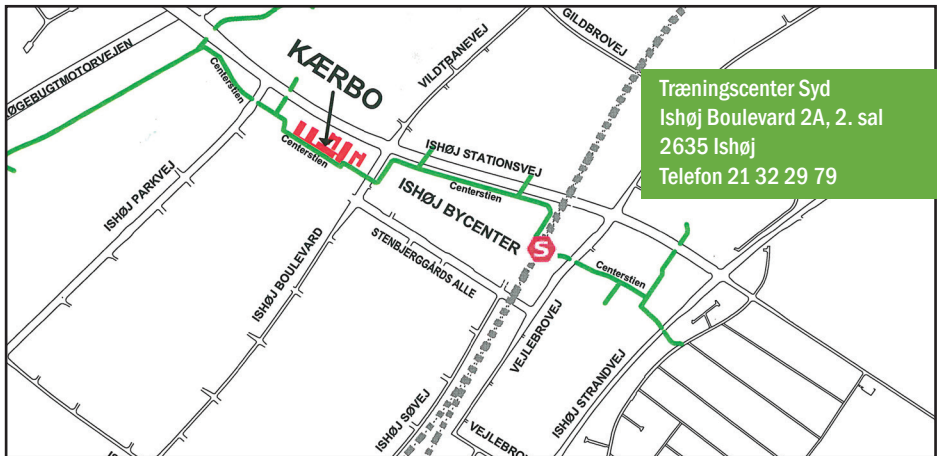 KÆRBO
VILDTBANEVEJ
GILDBROVEJ
Centerstien
ISHØJ PARKVEJ
Centerstien
ISHØJ STATIONSVEJ
Centerstien
ISHØJ BYCENTER
S
STENBJERGGÅRDS ALLE
ISHØJ BOULEVARD
Centerstien
VEJLEBROVEJ
ISHØJ STRANDVEJ
ISHØJ SØVEJ
Træningscenter Syd
Ishøj Boulevard 2A, 2. sal
2635 Ishøj
Telefon 21 32 29 79